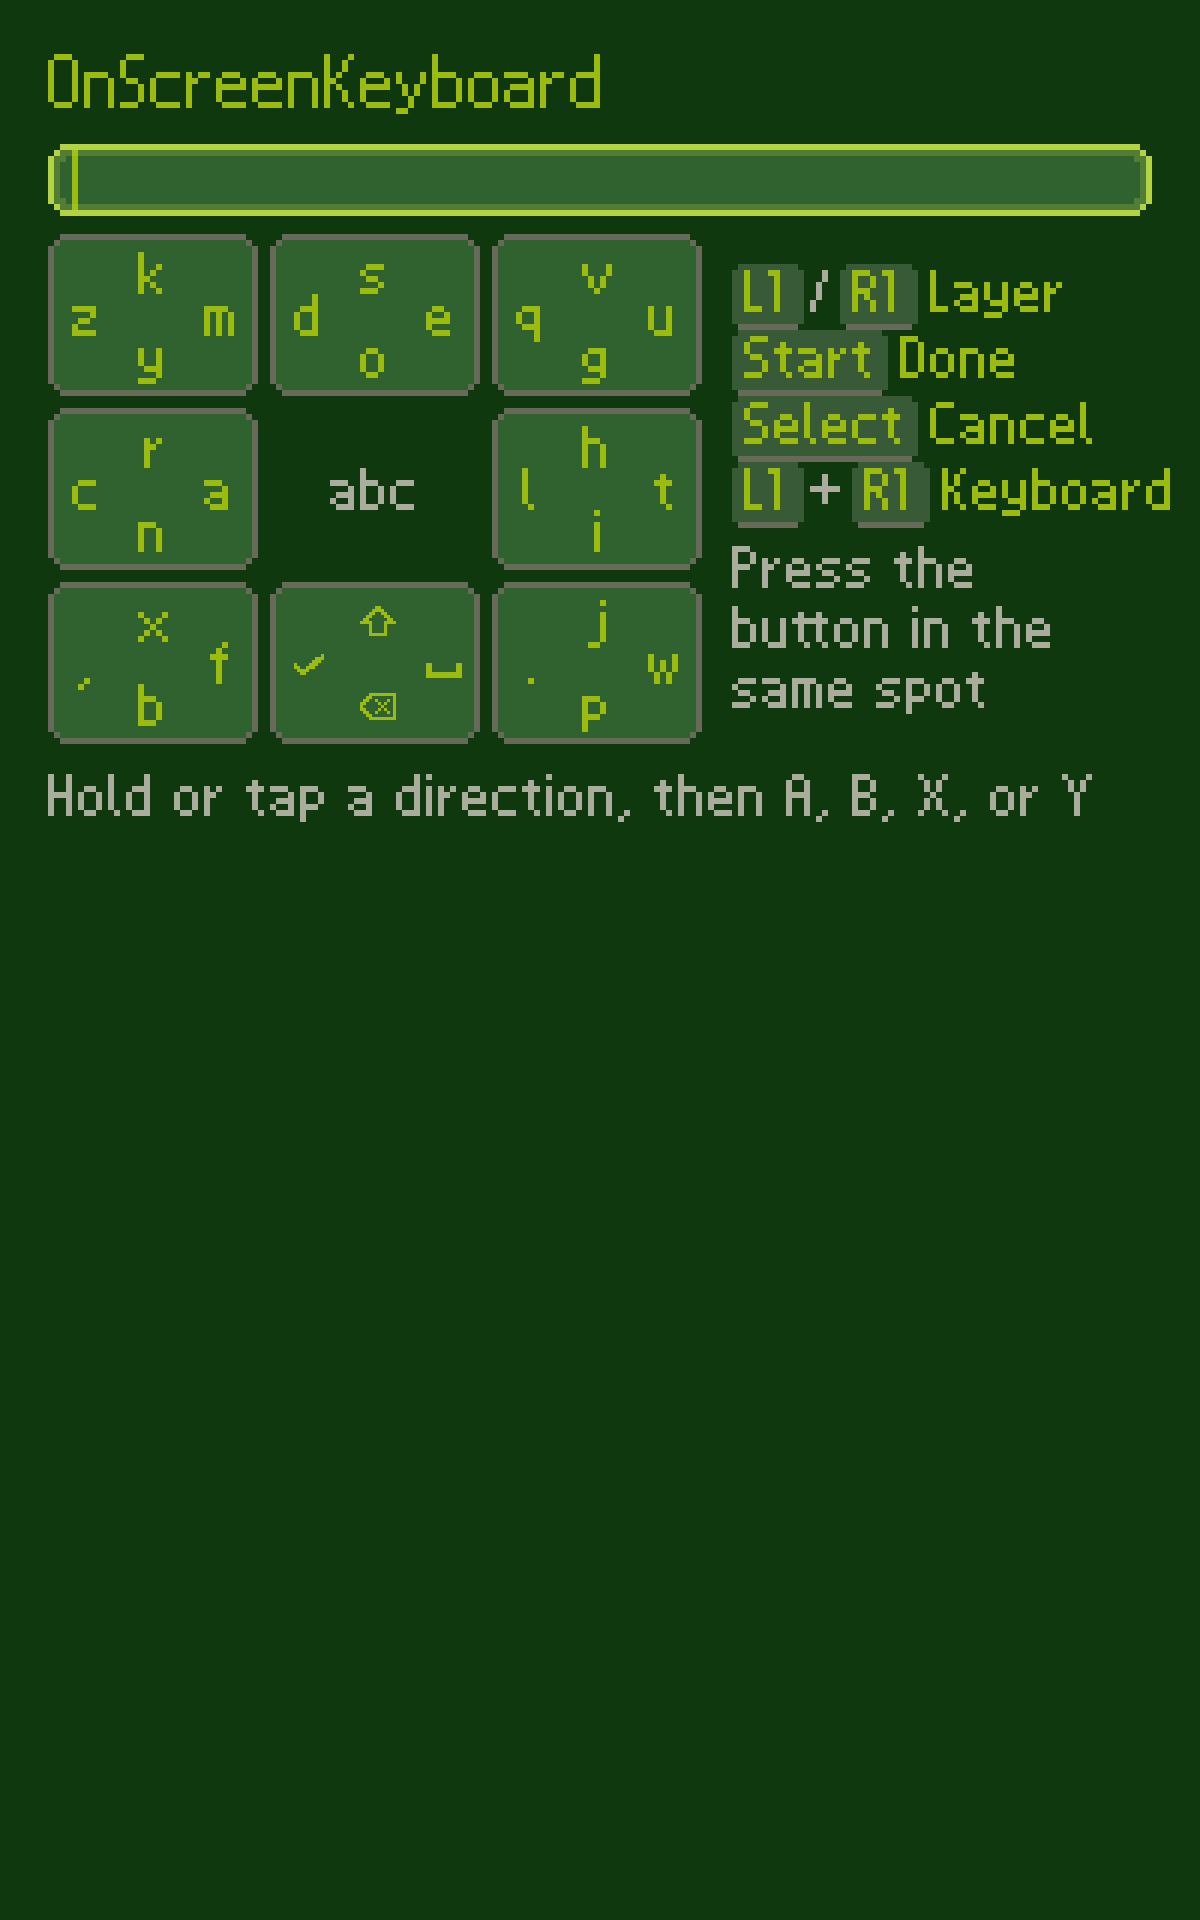 OnScreenKeyboard
k s v
z m d e q u
y o g
L1 / R1 Layer
Start Done
Select Cancel
L1 + R1 Keyboard
r h
c a abc l t
n i
Press the
button in the
same spot
x j
, f . w
b p
Hold or tap a direction, then A, B, X, or Y